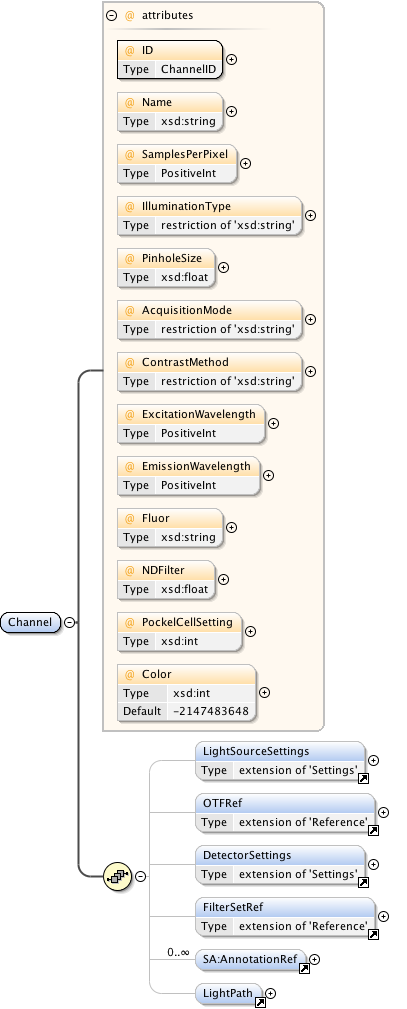 attributes
@ ID
Type ChannelID
@ Name
Type xsd:string
@ SamplesPerPixel
Type PositiveInt
@ IlluminationType
Type restriction of 'xsd:string'
@ PinholeSize
Type xsd:float
@ AcquisitionMode
Type restriction of 'xsd:string'
@ ContrastMethod
Type restriction of 'xsd:string'
@ ExcitationWavelength
Type PositiveInt
@ EmissionWavelength
Type PositiveInt
@ Fluor
Type xsd:string
@ NDFilter
Type xsd:float
@ PockelCellSetting
Type xsd:int
@ Color
Type xsd:int
Default -2147483648
Channel
LightSourceSettings
Type extension of 'Settings'
OTFRef
Type extension of 'Reference'
DetectorSettings
Type extension of 'Settings'
FilterSetRef
Type extension of 'Reference'
0..∞ SA:AnnotationRef
LightPath